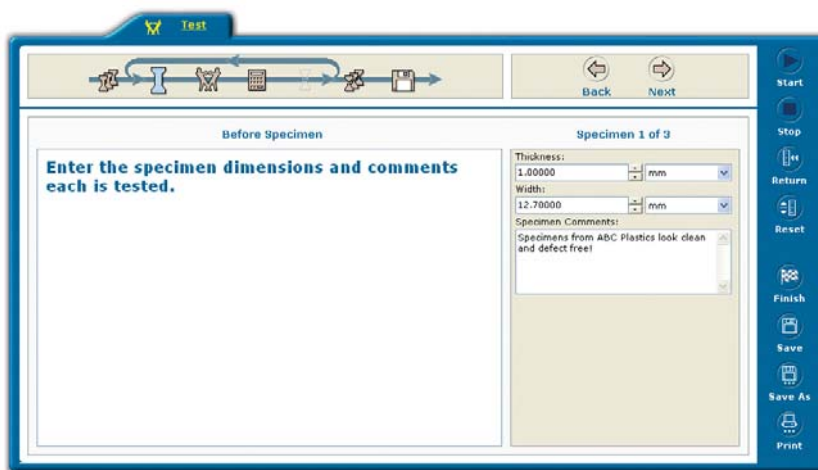 Test
Back Next
Before Specimen
Specimen 1 of 3
Enter the specimen dimensions and comments
each is tested.
Thickness:
1.00000 mm
Width:
12.70000 mm
Specimen Comments:
Specimens from ABC Plastics look clean
and defect free!
Start
Stop
Return
Reset
Finish
Save
Save As
Print